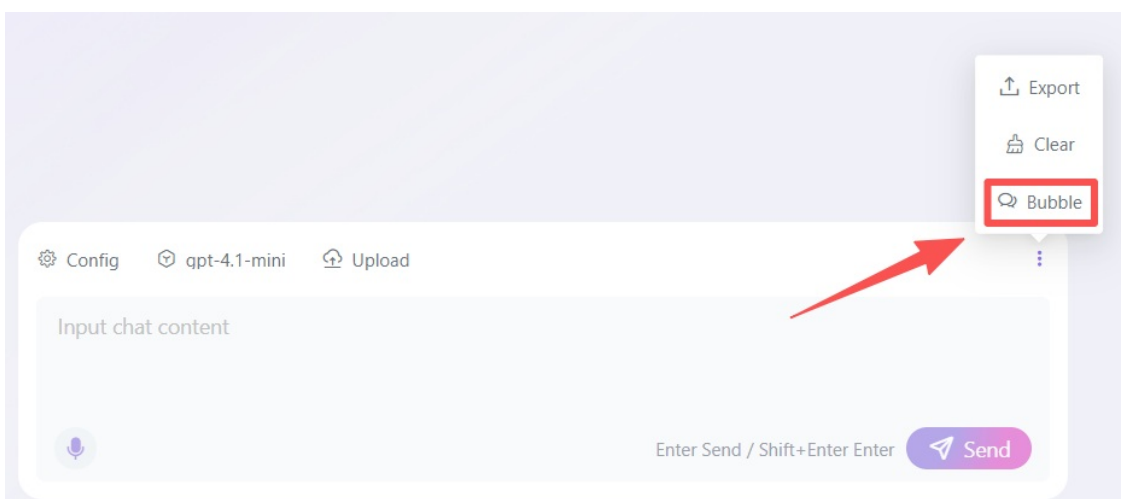 Export
Clear
Bubble
Config gpt-4.1-mini Upload
Input chat content
Enter Send / Shift+Enter Enter Send